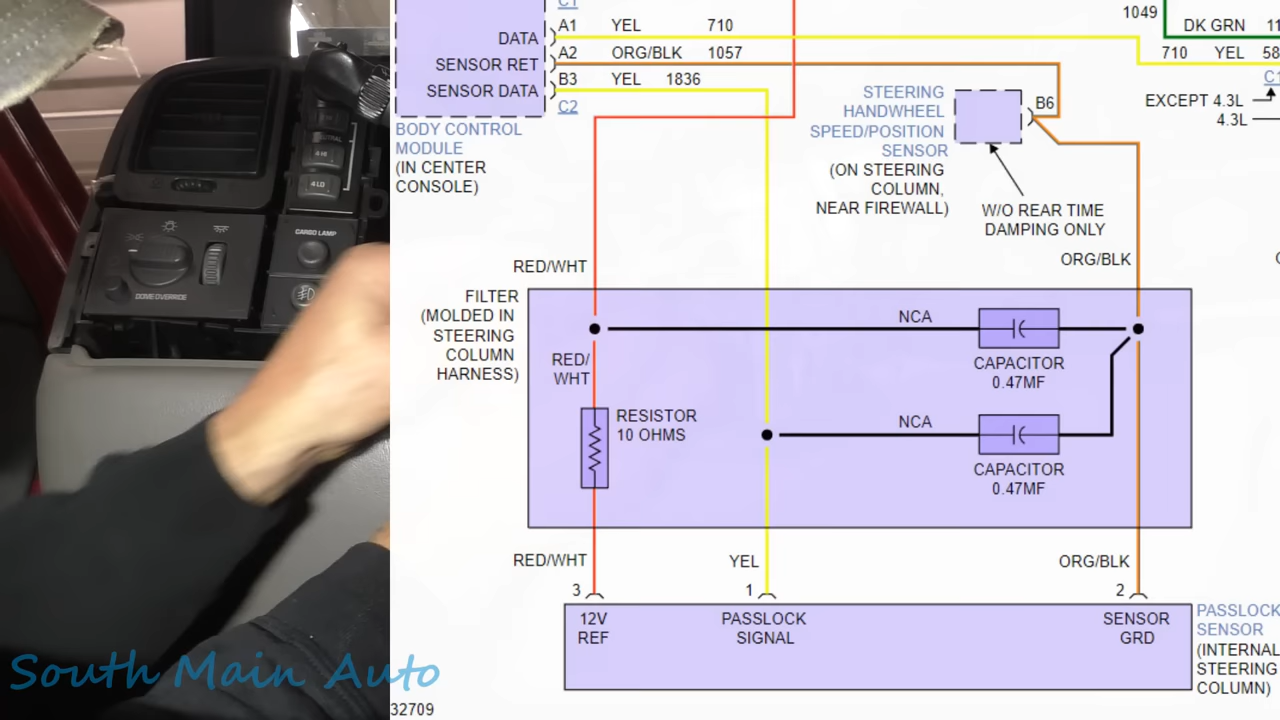 C1
A1 YEL 710
DATA
A2 ORG/BLK 1057
SENSOR RET
B3 YEL 1836
SENSOR DATA
C2
BODY CONTROL
MODULE
(IN CENTER
CONSOLE)
1049
DK GRN 11
710 YEL 58
C1
EXCEPT 4.3L
4.3L
STEERING
HANDWHEEL
SPEED/POSITION
SENSOR
(ON STEERING
COLUMN,
NEAR FIREWALL)
B6
W/O REAR TIME
DAMPING ONLY
RED/WHT
ORG/BLK
FILTER
(MOLDED IN
STEERING
COLUMN
HARNESS)
NCA
CAPACITOR
0.47MF
RED/
WHT
RESISTOR
10 OHMS
NCA
CAPACITOR
0.47MF
RED/WHT
YEL
ORG/BLK
3
1
2
12V
REF
PASSLOCK
SIGNAL
SENSOR
GRD
PASSLOCK
SENSOR
(INTERNAL
STEERING
COLUMN)
32709
4HI
4LO
CARGO LAMP
DOME OVERRIDE
South Main Auto